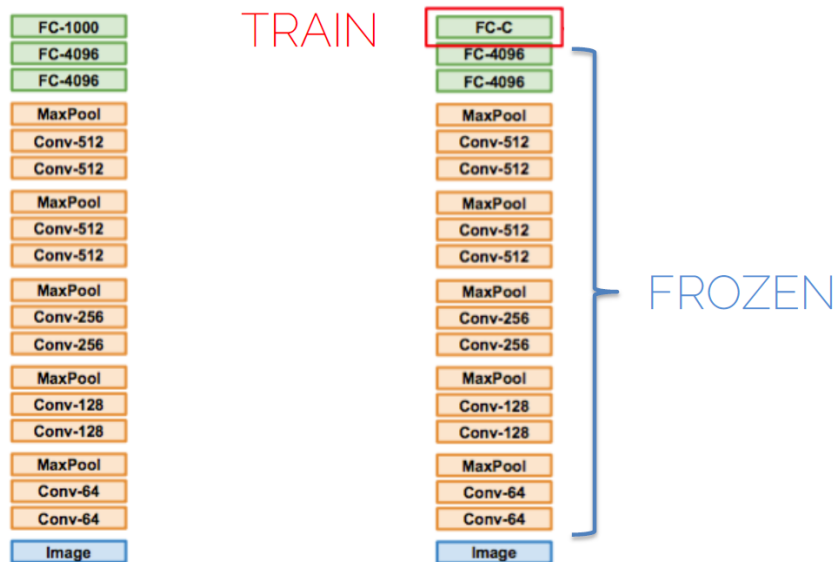 FC-1000
FC-4096
FC-4096
MaxPool
Conv-512
Conv-512
MaxPool
Conv-512
Conv-512
MaxPool
Conv-256
Conv-256
MaxPool
Conv-128
Conv-128
MaxPool
Conv-64
Conv-64
Image
TRAIN
FC-C
FC-4096
FC-4096
MaxPool
Conv-512
Conv-512
MaxPool
Conv-512
Conv-512
MaxPool
Conv-256
Conv-256
MaxPool
Conv-128
Conv-128
MaxPool
Conv-64
Conv-64
Image
FROZEN